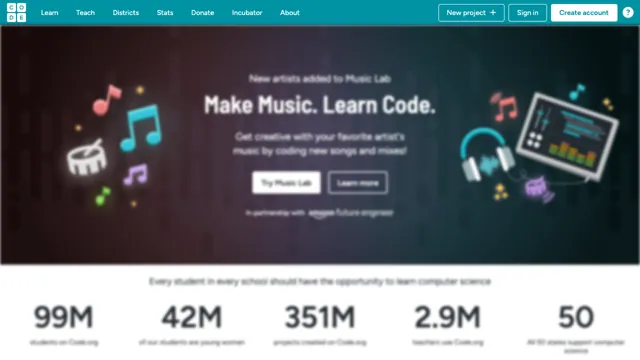 C O
D E
Learn Teach Districts Stats Donate Incubator About New project + Sign in Create account ?
New artists added to Music Lab
Make Music. Learn Code.
Get creative with your favorite artist's
music by coding new songs and mixes!
Try Music Lab Learn more
In partnership with amazon future engineer
Every student in every school should have the opportunity to learn computer science
99M 42M 351M 2.9M 50
students on Code.org of our students are young women projects created on Code.org teachers use Code.org All 50 states support computer
science